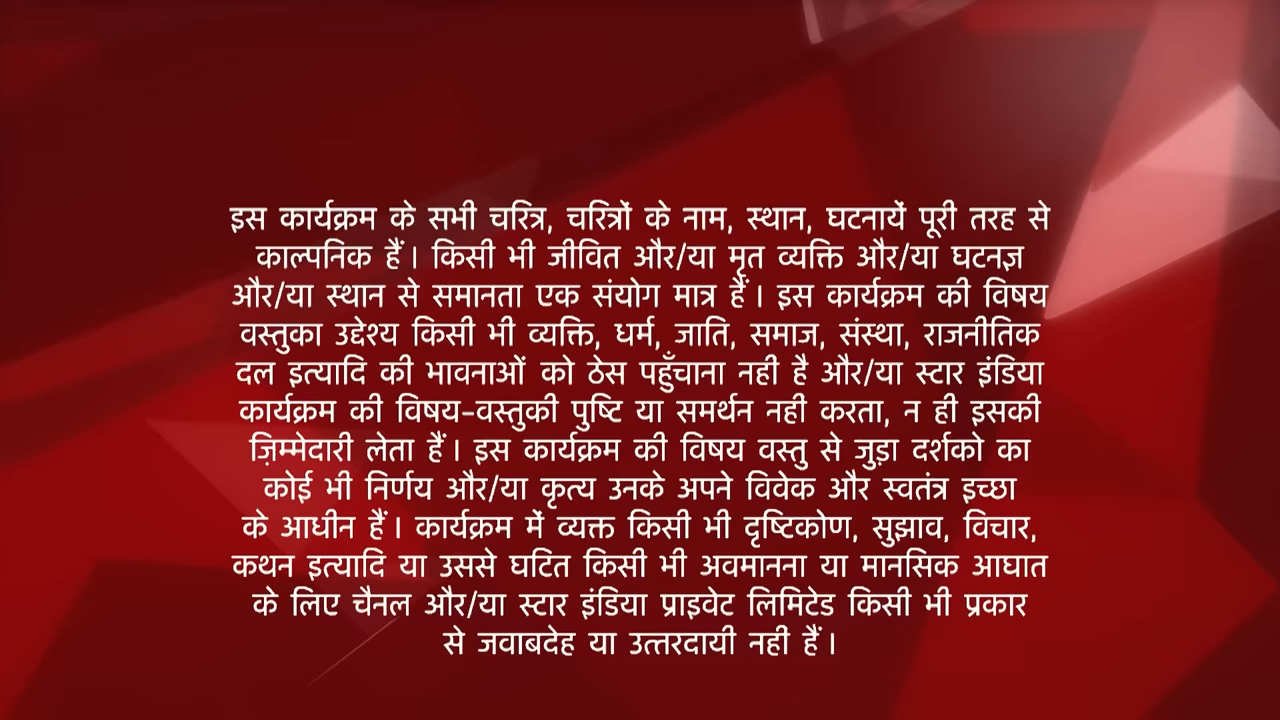 इस कार्यक्रम के सभी चरित्र, चरित्रों के नाम, स्थान, घटनायें पूरी तरह से
काल्पनिक हैं। किसी भी जीवित और/या मृत व्यक्ति और/या घटनज्ञ
और/या स्थान से समानता एक संयोग मात्र हैं। इस कार्यक्रम की विषय
वस्तुका उद्देश्य किसी भी व्यक्ति, धर्म, जाति, समाज, संस्था, राजनीतिक
दल इत्यादि की भावनाओं को ठेस पहुँचाना नही है और/या स्टार इंडिया
कार्यक्रम की विषय-वस्तुकी पुष्टि या समर्थन नही करता, न ही इसकी
ज़िम्मेदारी लेता हैं। इस कार्यक्रम की विषय वस्तु से जुड़ा दर्शको का
कोई भी निर्णय और/या कृत्य उनके अपने विवेक और स्वतंत्र इच्छा
के आधीन हैं। कार्यक्रम में व्यक्त किसी भी दृष्टिकोण, सुझाव, विचार,
कथन इत्यादि या उससे घटित किसी भी अवमानना या मानसिक आघात
के लिए चैनल और/या स्टार इंडिया प्राइवेट लिमिटेड किसी भी प्रकार
से जवाबदेह या उत्तरदायी नही हैं।